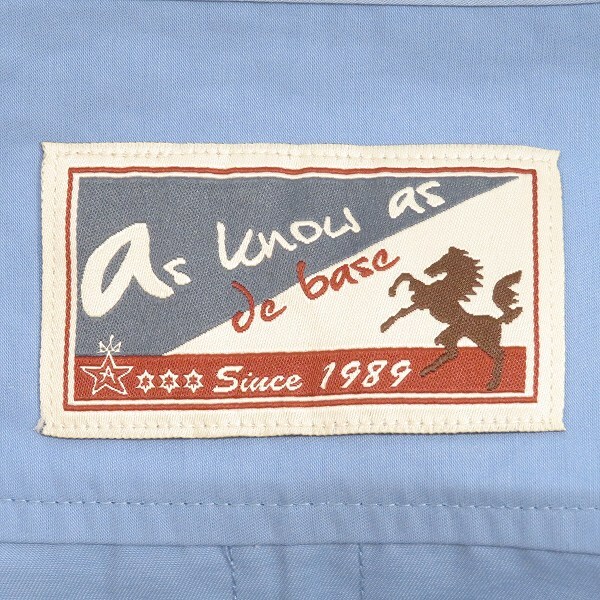 As know as
de base
A
Since 1989